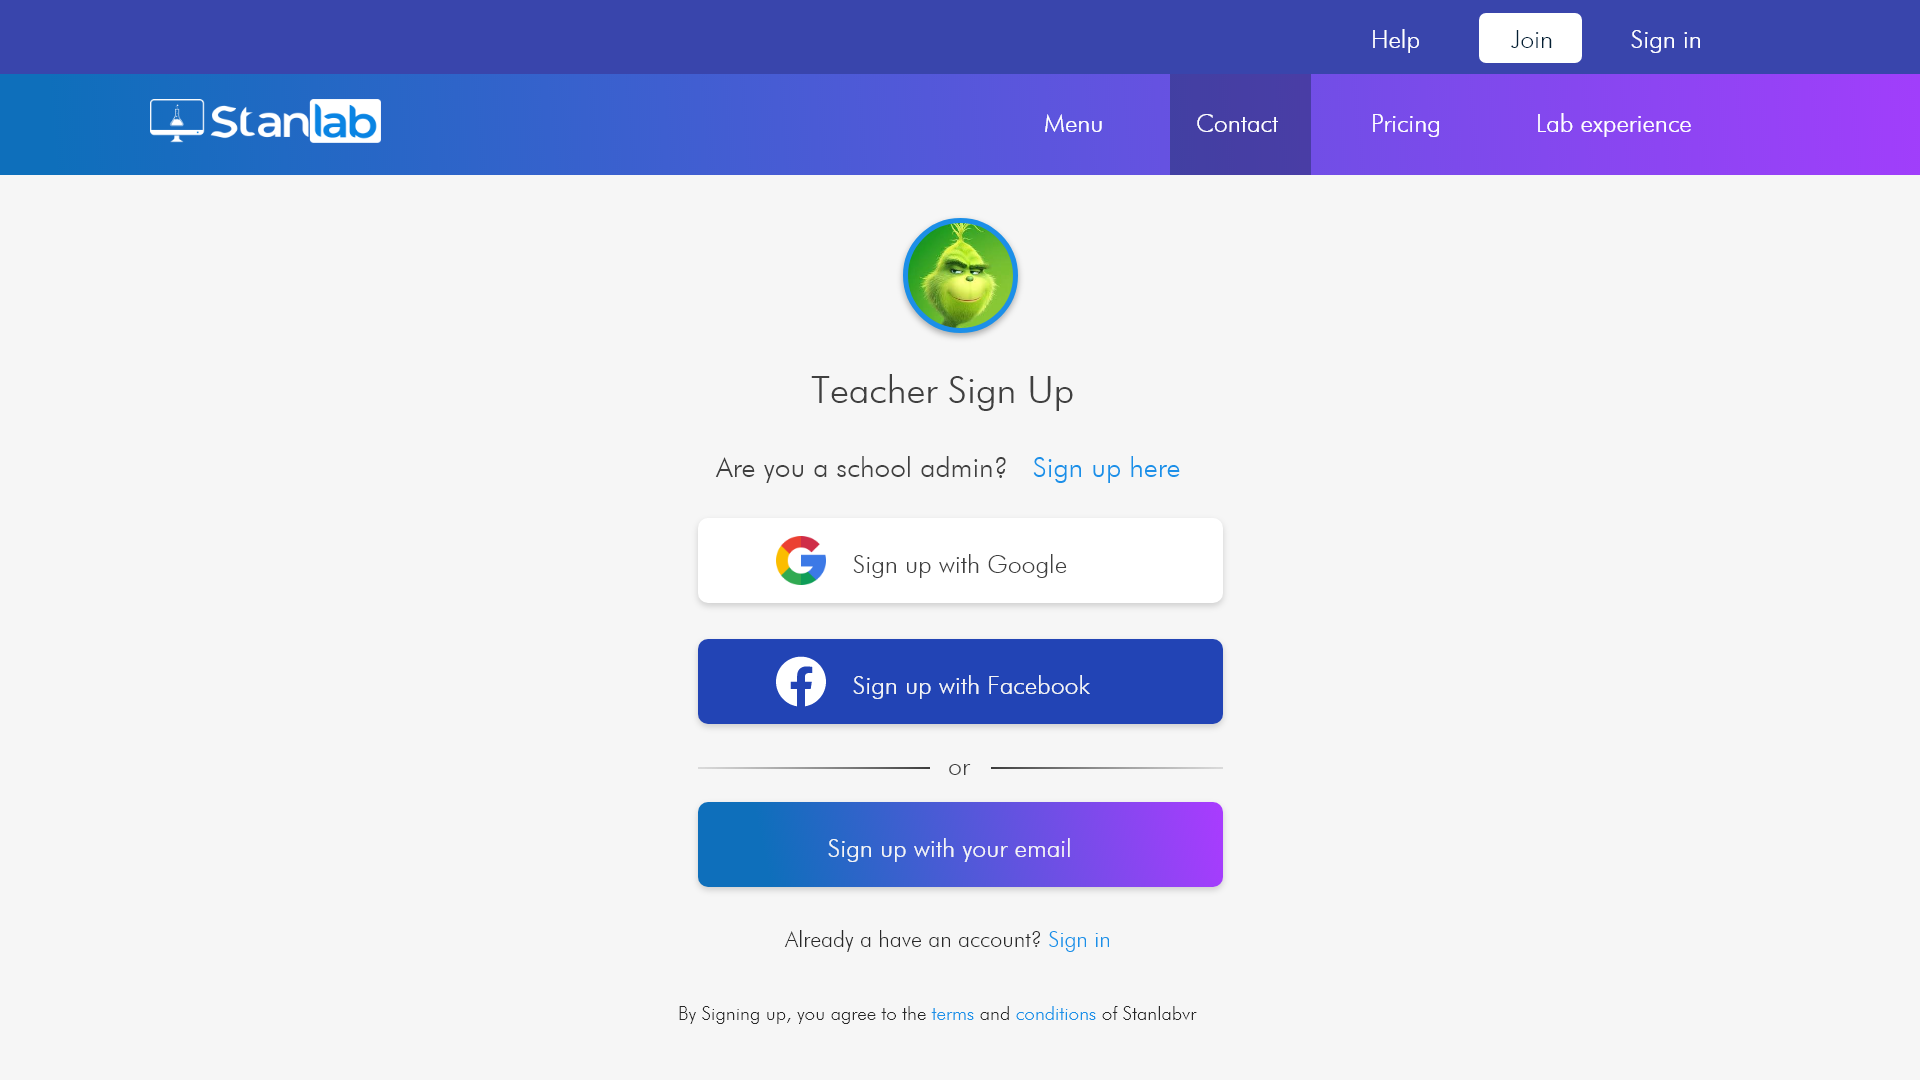 Help Join Sign in
Stanlab Menu Contact Pricing Lab experience
Teacher Sign Up
Are you a school admin? Sign up here
Sign up with Google
Sign up with Facebook
or
Sign up with your email
Already a have an account? Sign in
By Signing up, you agree to the terms and conditions of Stanlabvr